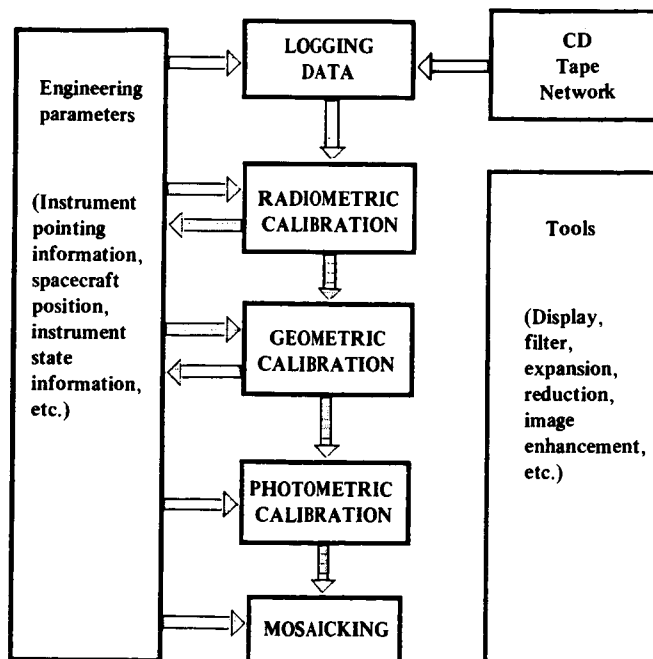 LOGGING
DATA
CD
Tape
Network
Engineering
parameters
(Instrument
pointing
information,
spacecraft
position,
instrument
state
information,
etc.)
RADIOMETRIC
CALIBRATION
GEOMETRIC
CALIBRATION
PHOTOMETRIC
CALIBRATION
MOSAICKING
Tools
(Display,
filter,
expansion,
reduction,
image
enhancement,
etc.)